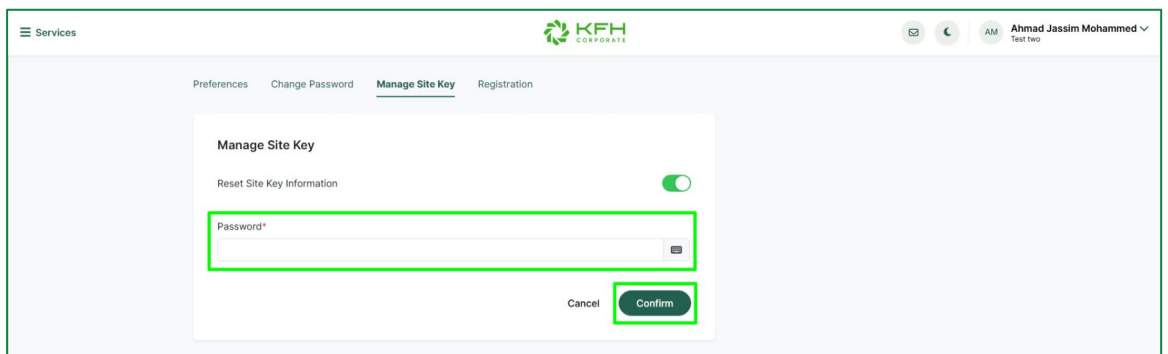 Services
KFH
CORPORATE
AM
Ahmad Jassim Mohammed
Test two
Preferences Change Password Manage Site Key Registration
Manage Site Key
Reset Site Key Information
Password*
Cancel Confirm